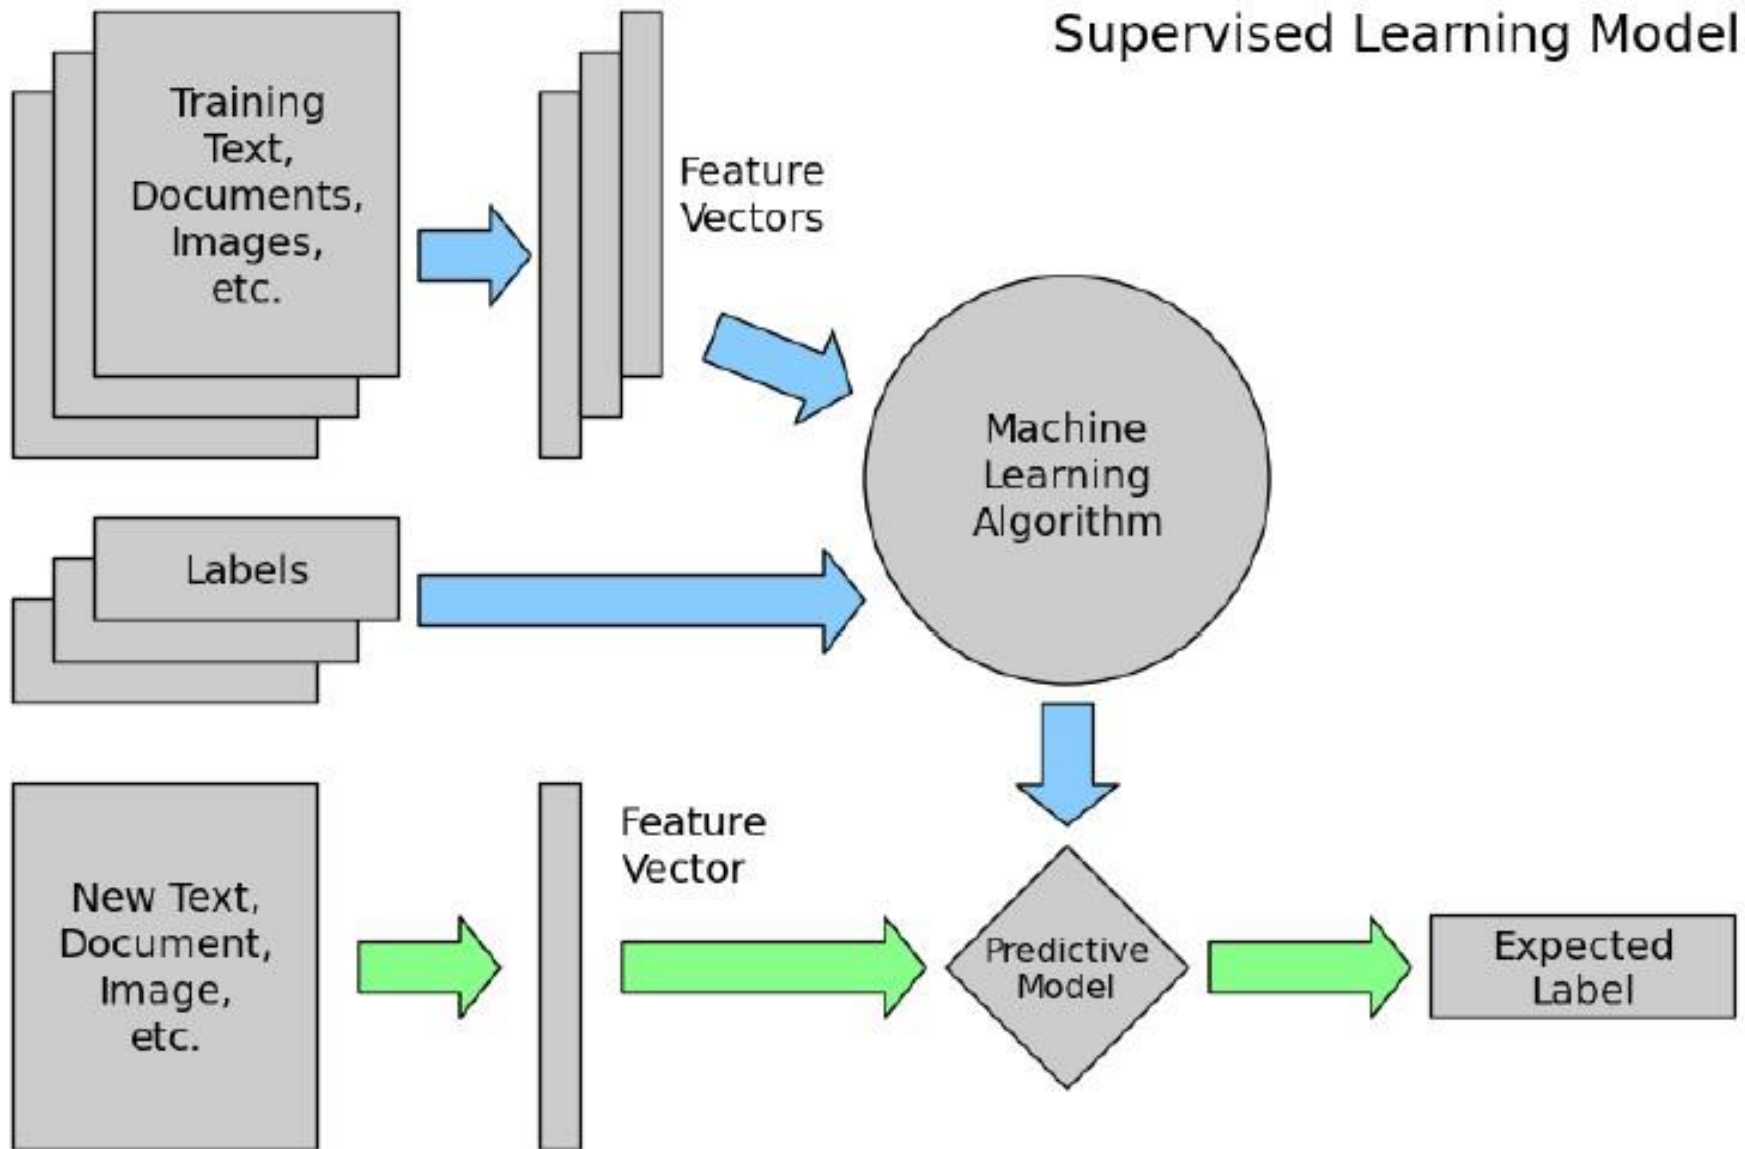 Supervised Learning Model
Training
Text,
Documents,
Images,
etc.
Feature
Vectors
Machine
Learning
Algorithm
Labels
Feature
Vector
New Text,
Document,
Image,
etc.
Predictive
Model
Expected
Label